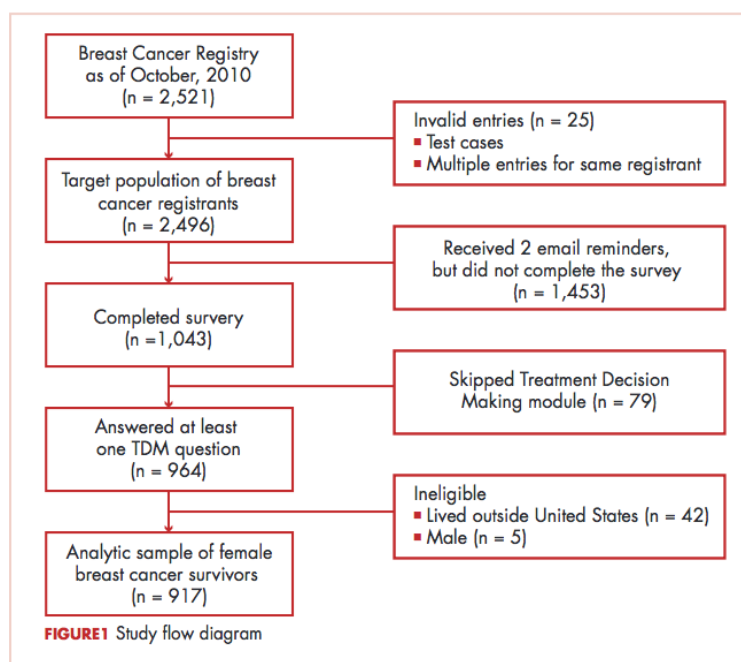 Breast Cancer Registry
as of October, 2010
(n = 2,521)
Invalid entries (n = 25)
▪ Test cases
▪ Multiple entries for same registrant
Target population of breast
cancer registrants
(n = 2,496)
Received 2 email reminders,
but did not complete the survey
(n = 1,453)
Completed survery
(n =1,043)
Skipped Treatment Decision
Making module (n = 79)
Answered at least
one TDM question
(n = 964)
Ineligible
▪ Lived outside United States (n = 42)
▪ Male (n = 5)
Analytic sample of female
breast cancer survivors
(n = 917)
FIGURE1 Study flow diagram